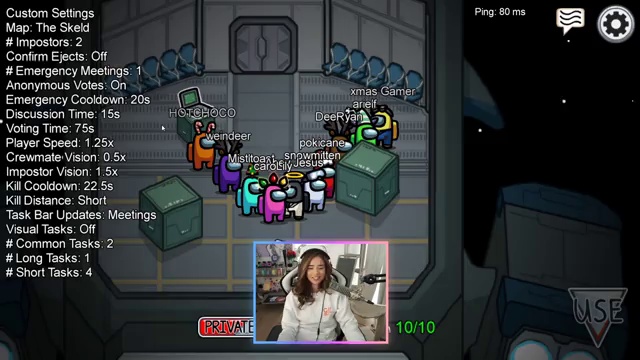 Custom Settings
Map: The Skeld
# Impostors: 2
Confirm Ejects: Off
# Emergency Meetings: 1
Anonymous Votes: On
Emergency Cooldown: 20s
Discussion Time: 15s
Voting Time: 75s
Player Speed: 1.25x
Crewmate Vision: 0.5x
Impostor Vision: 1.5x
Kill Cooldown: 22.5s
Kill Distance: Short
Task Bar Updates: Meetings
Visual Tasks: Off
# Common Tasks: 2
# Long Tasks: 1
# Short Tasks: 4
Ping: 80 ms
xmas Gamer
arielf
HOTCHOCO
DeeRyan
weindeer
pokicane
Mistletoast
snowmitten
caroLily
Jesus
PRIVATE
10/10
USE